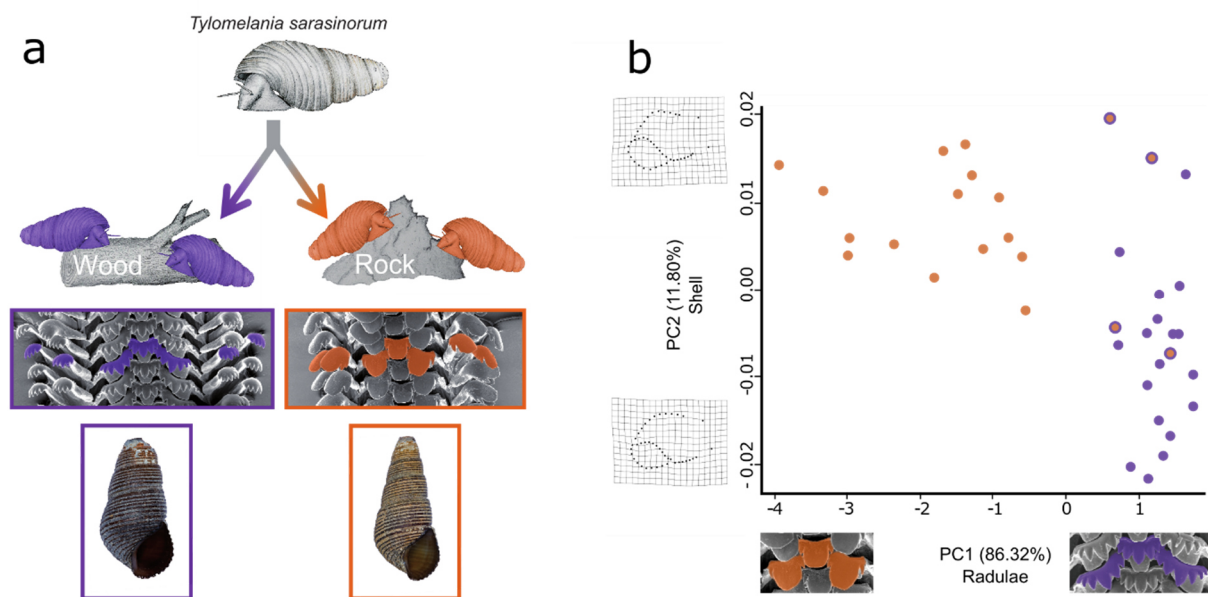 a
Tylomelania sarasinorum
Wood
Rock
b
PC2 (11.80%)
Shell
0.02
0.01
0.00
-0.01
- 0.02
-4
-3
-2
-1
0
1
PC1 (86.32%)
Radulae